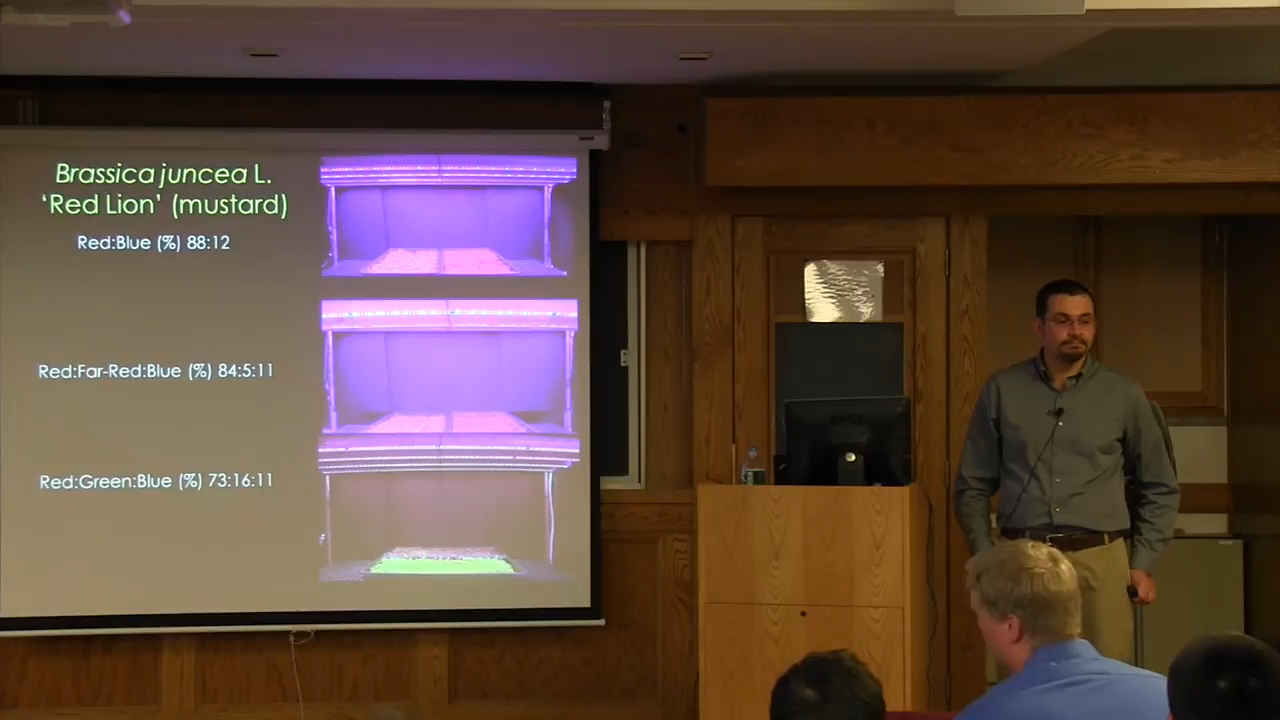 Brassica juncea L.
‘Red Lion’ (mustard)
Red:Blue (%) 88:12
Red:Far-Red:Blue (%) 84:5:11
Red:Green:Blue (%) 73:16:11